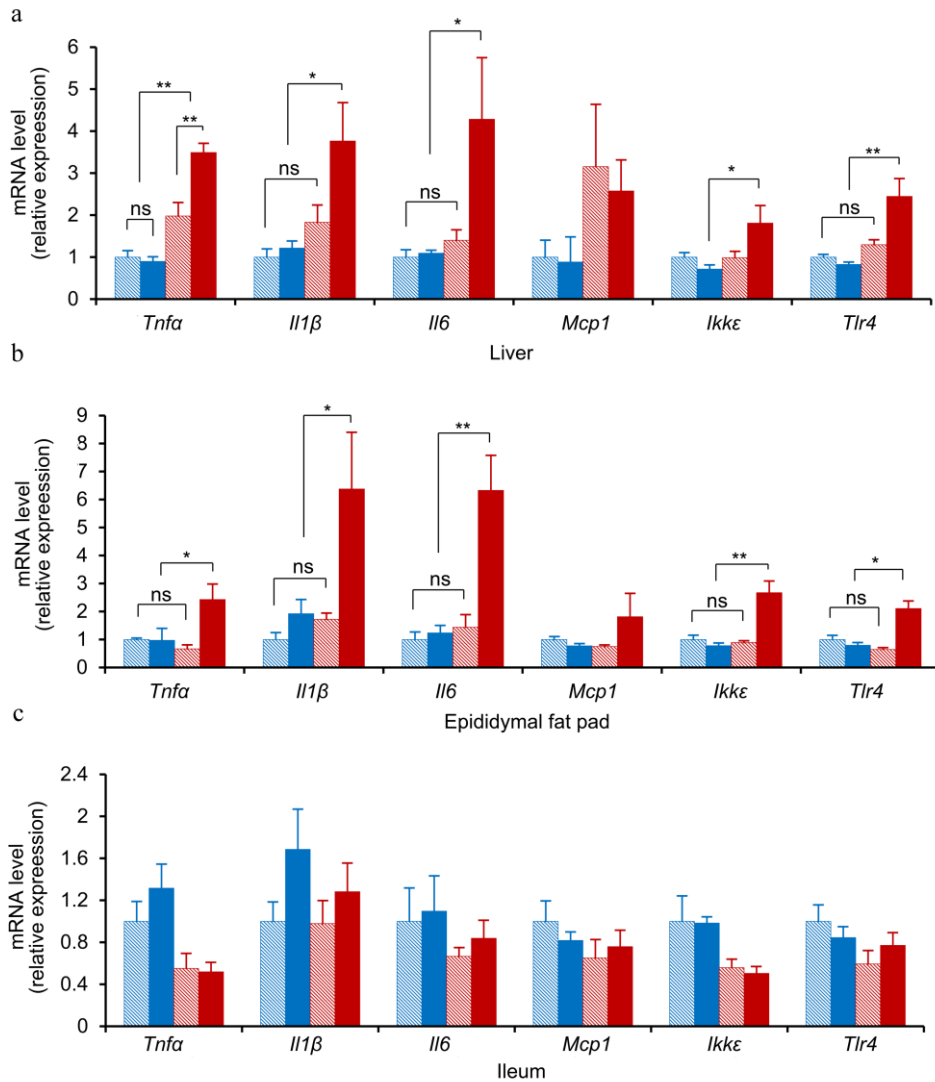 a
mRNA level
(relative expreession)
6
5
4
3
2
1
0
**
**
ns
*
ns
*
ns
*
**
ns
Tnfα Il1β Il6 Mcp1 Ikkε Tlr4
Liver
b
mRNA level
(relative expreession)
9
8
7
6
5
4
3
2
1
0
*
ns
*
ns
**
ns
**
ns
*
ns
Tnfα Il1β Il6 Mcp1 Ikkε Tlr4
Epididymal fat pad
c
mRNA level
(relative expreession)
2.4
2
1.6
1.2
0.8
0.4
0
Tnfα Il1β Il6 Mcp1 Ikkε Tlr4
Ileum